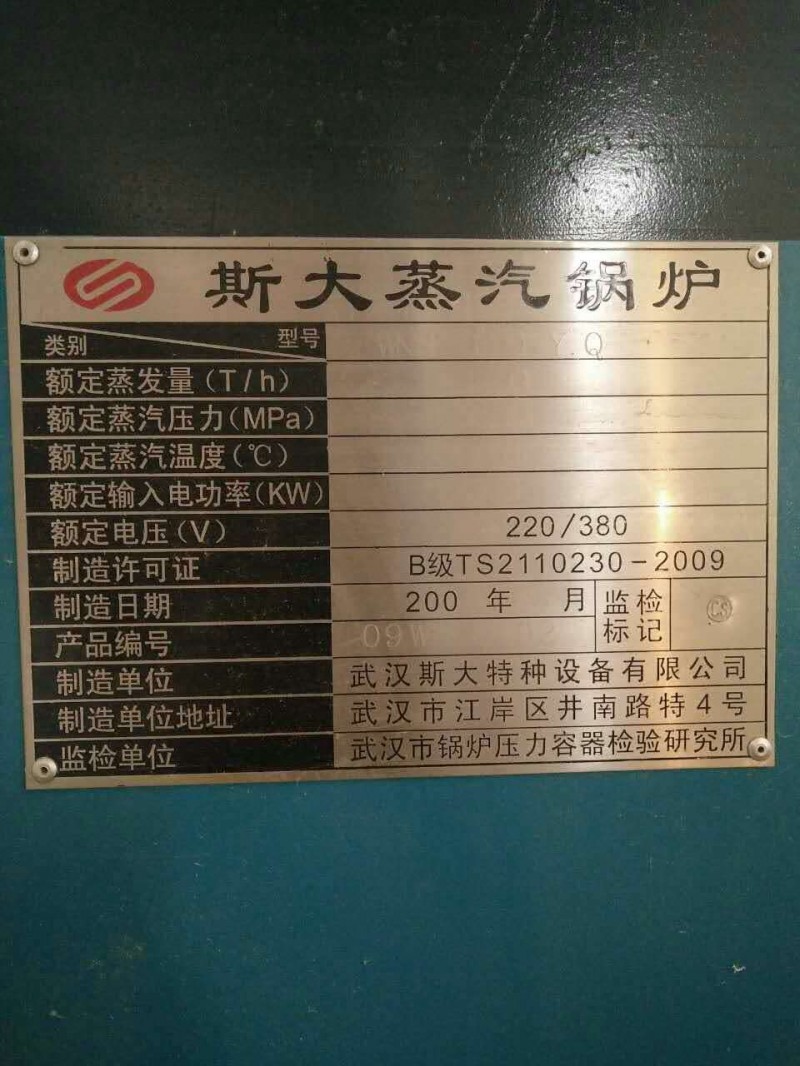 斯大蒸汽锅炉
类别 型号
额定蒸发量(T/h)
额定蒸汽压力(MPa)
额定蒸汽温度(℃)
额定输入电功率(KW)
额定电压(V) 220/380
制造许可证 B级TS2110230-2009
制造日期 200 年 月 监检
标记
产品编号 09W
制造单位 武汉斯大特种设备有限公司
制造单位地址 武汉市江岸区井南路特4号
监检单位 武汉市锅炉压力容器检验研究所